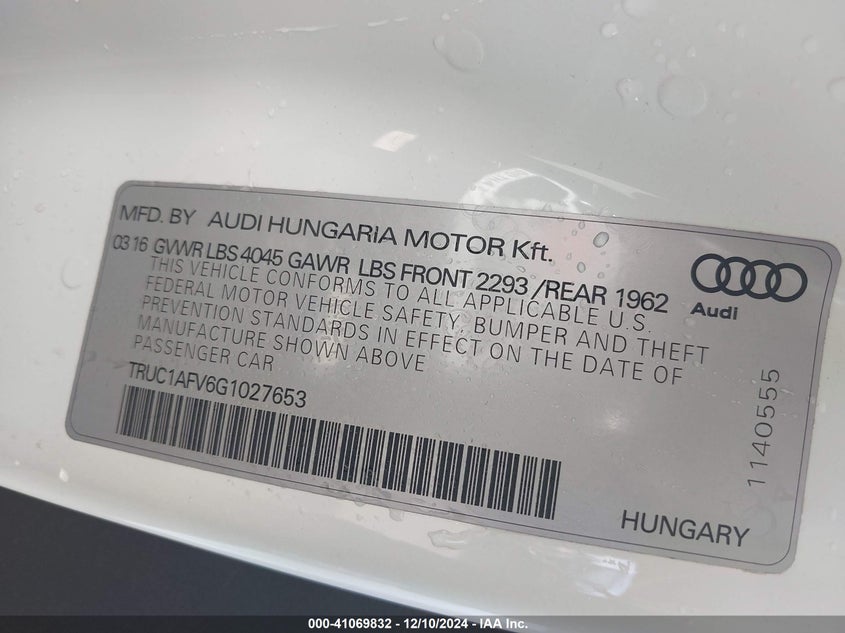 MFD. BY AUDI HUNGARIA MOTOR Kft.
03 16 GVWR LBS 4045 GAWR LBS FRONT 2293 /REAR 1962
THIS VEHICLE CONFORMS TO ALL APPLICABLE U.S.
FEDERAL MOTOR VEHICLE SAFETY, BUMPER AND THEFT
PREVENTION STANDARDS IN EFFECT ON THE DATE OF
MANUFACTURE SHOWN ABOVE
PASSENGER CAR
TRUC1AFV6G1027653
Audi
1140555
HUNGARY
000-41069832 - 12/10/2024 - IAA Inc.